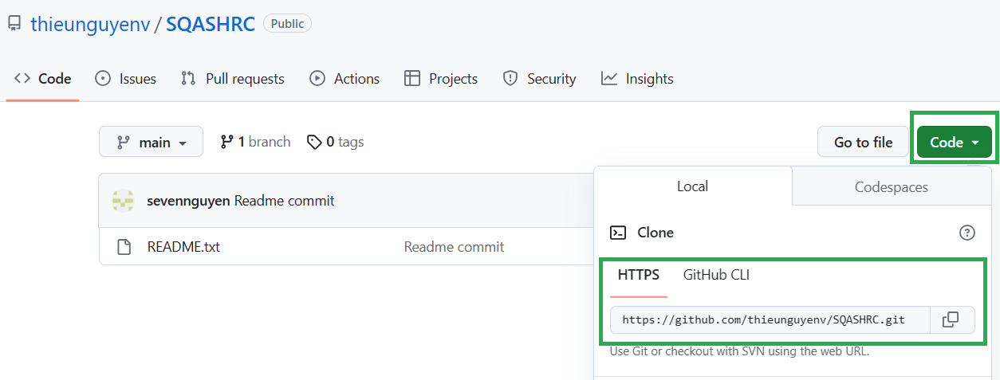 thieunguyenv / SQASHRC Public
Code Issues Pull requests Actions Projects Security Insights
main 1 branch 0 tags Go to file Code
Local Codespaces
sevennguyen Readme commit
Clone
README.txt Readme commit
HTTPS GitHub CLI
https://github.com/thieunguyenv/SQASHRC.git
Use Git or checkout with SVN using the web URL.